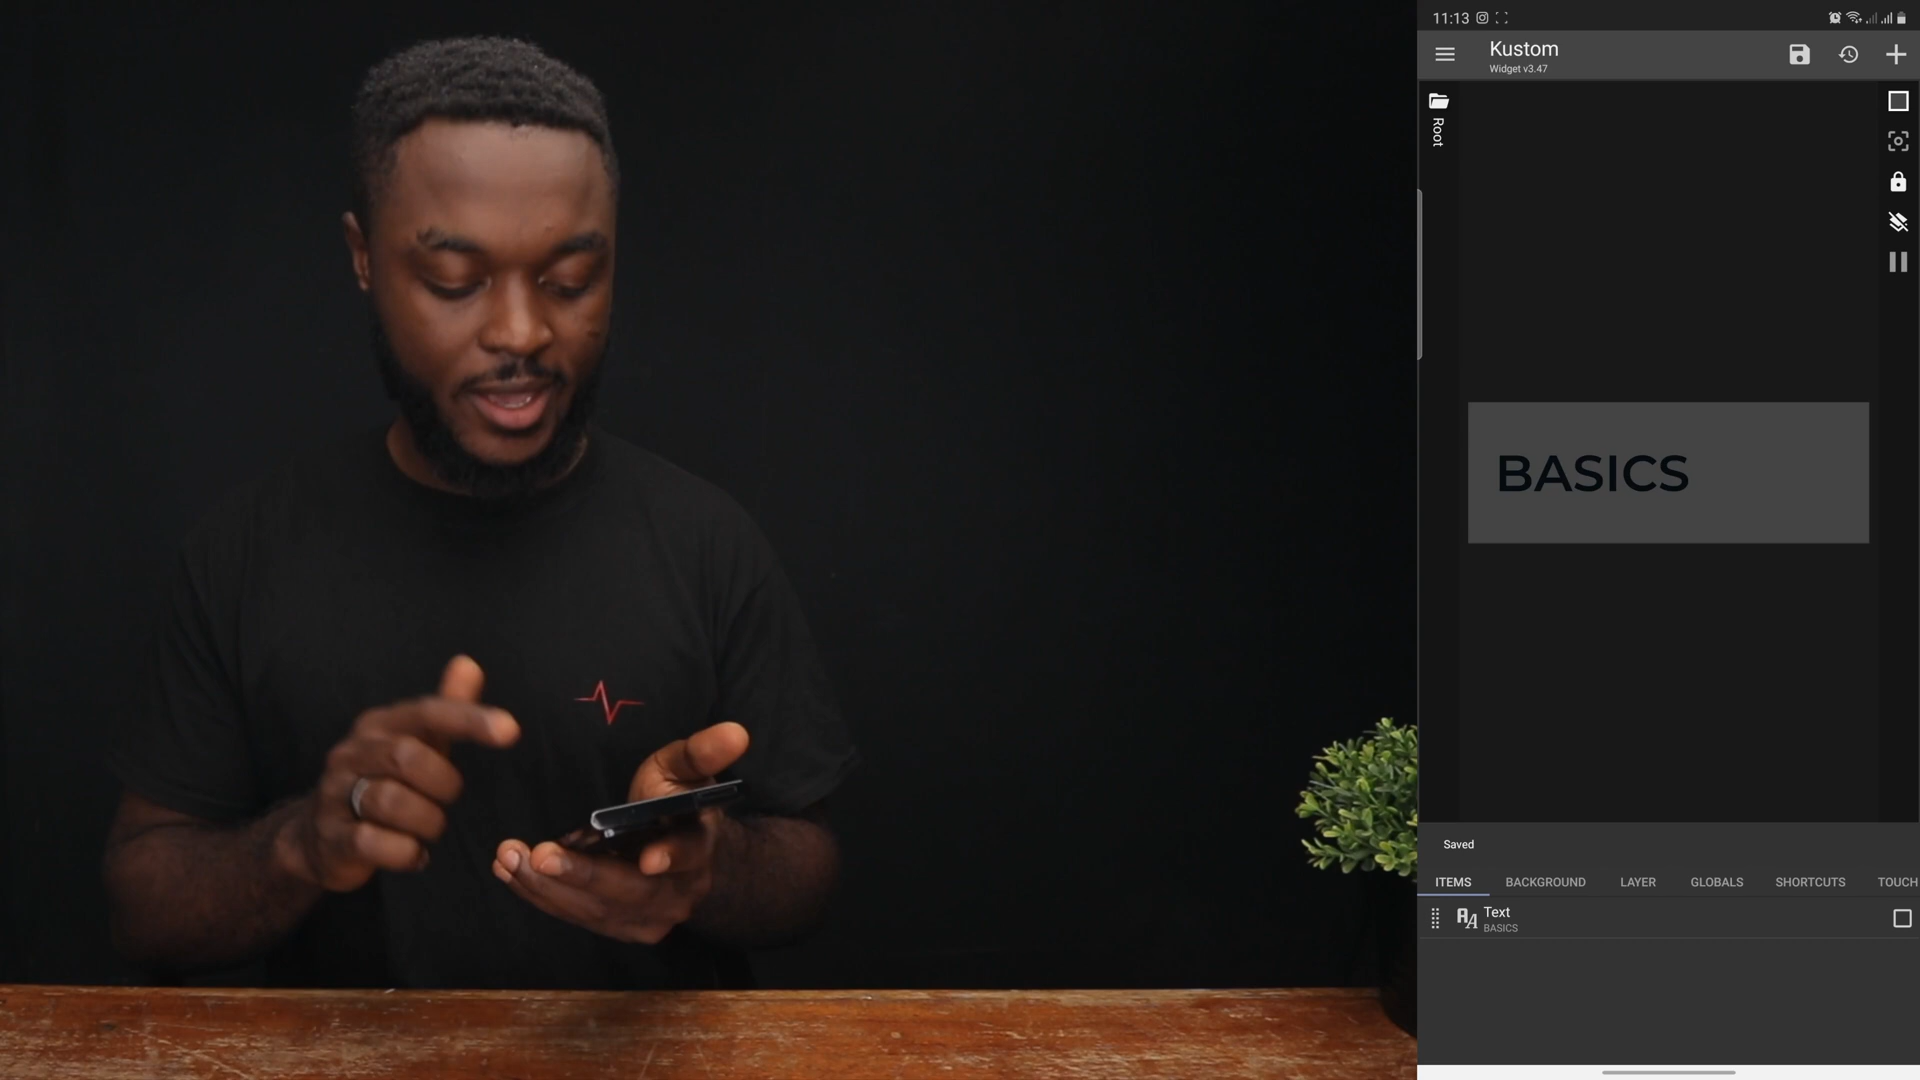 11:13
Kustom
Widget v3.47
Root
BASICS
Saved
ITEMS BACKGROUND LAYER GLOBALS SHORTCUTS TOUCH
Text
BASICS